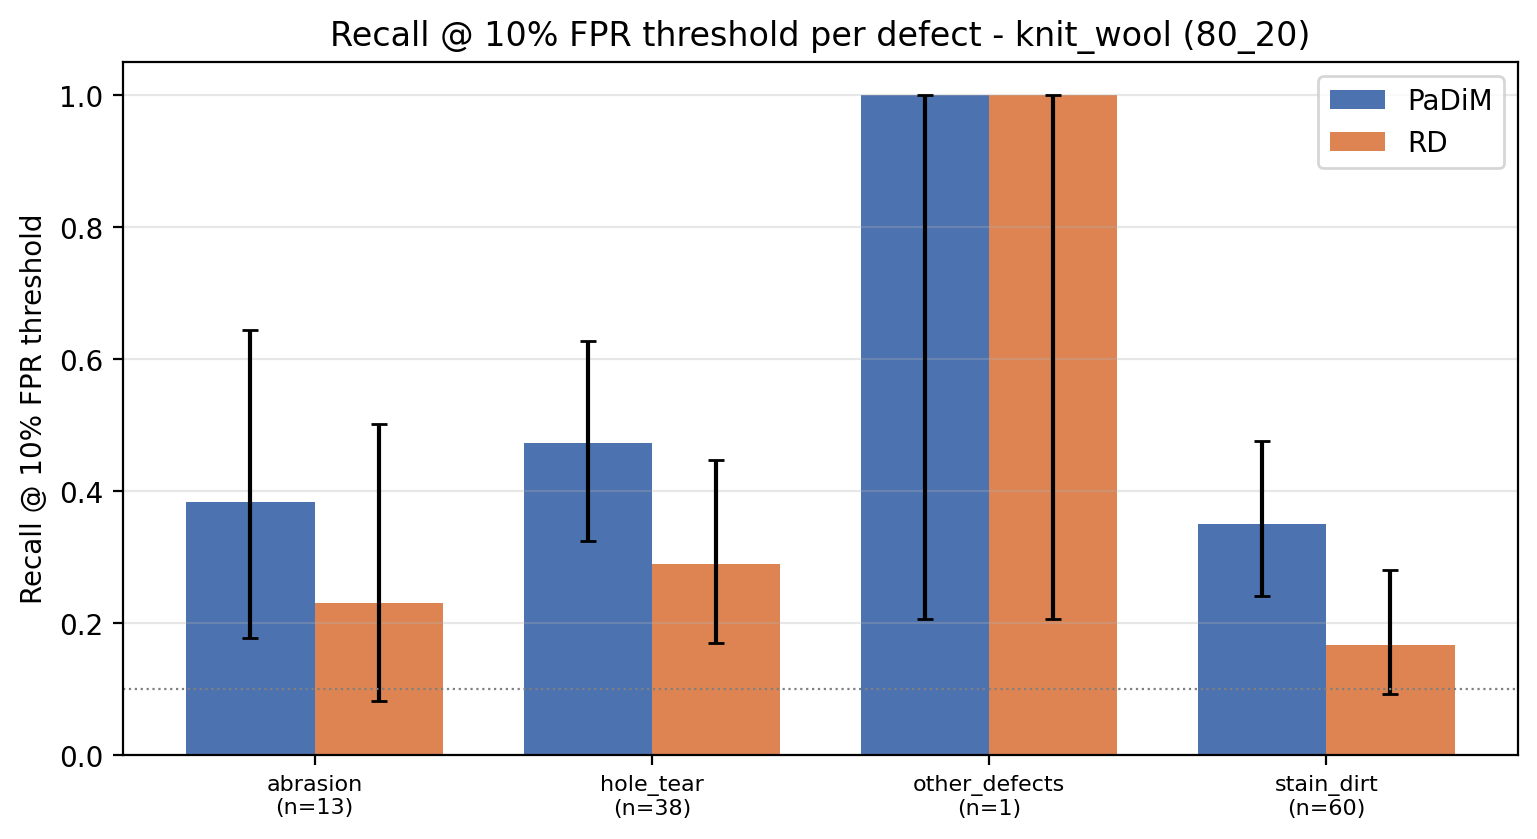 Recall @ 10% FPR threshold per defect - knit_wool (80_20)
Recall @ 10% FPR threshold
1.0
0.8
0.6
0.4
0.2
0.0
PaDiM
RD
abrasion
(n=13)
hole_tear
(n=38)
other_defects
(n=1)
stain_dirt
(n=60)